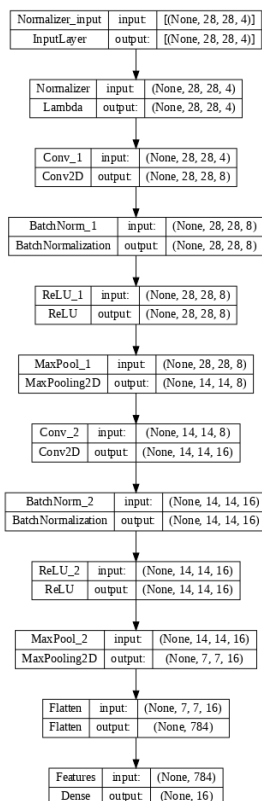 Normalizer_input input: [(None, 28, 28, 4)]
InputLayer output: [(None, 28, 28, 4)]
Normalizer input: (None, 28, 28, 4)
Lambda output: (None, 28, 28, 4)
Conv_1 input: (None, 28, 28, 4)
Conv2D output: (None, 28, 28, 8)
BatchNorm_1 input: (None, 28, 28, 8)
BatchNormalization output: (None, 28, 28, 8)
ReLU_1 input: (None, 28, 28, 8)
ReLU output: (None, 28, 28, 8)
MaxPool_1 input: (None, 28, 28, 8)
MaxPooling2D output: (None, 14, 14, 8)
Conv_2 input: (None, 14, 14, 8)
Conv2D output: (None, 14, 14, 16)
BatchNorm_2 input: (None, 14, 14, 16)
BatchNormalization output: (None, 14, 14, 16)
ReLU_2 input: (None, 14, 14, 16)
ReLU output: (None, 14, 14, 16)
MaxPool_2 input: (None, 14, 14, 16)
MaxPooling2D output: (None, 7, 7, 16)
Flatten input: (None, 7, 7, 16)
Flatten output: (None, 784)
Features input: (None, 784)
Dense output: (None, 16)